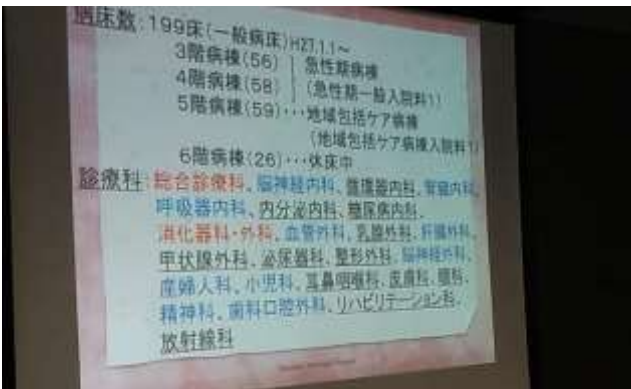 病床数:199床(一般病床)H27.1.1~
3階病棟(56) 急性期病棟
4階病棟(58) (急性期一般入院料1)
5階病棟(59)・・・地域包括ケア病棟
(地域包括ケア病棟入院料1)
6階病棟(26)・・・休床中
診療科:総合診療科、脳神経内科、循環器内科、腎臓内科、
呼吸器内科、内分泌内科、糖尿病内科、
消化器科・外科、血管外科、乳腺外科、肝臓外科、
甲状腺外科、泌尿器科、整形外科、脳神経外科、
産婦人科、小児科、耳鼻咽喉科、皮膚科、眼科、
精神科、歯科口腔外科、リハビリテーション科、
放射線科